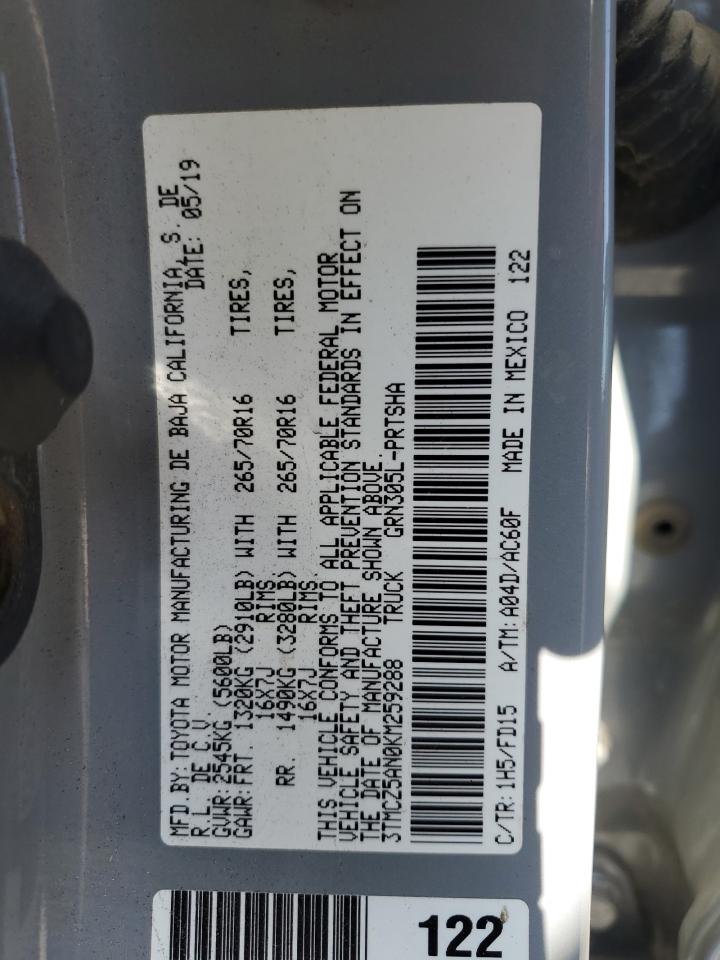 MFD.BY:TOYOTA MOTOR MANUFACTURING DE BAJA CALIFORNIA, S. DE
R.L. DE C.V. DATE: 05/19
GVWR:2545KG (5600LB)
GAWR:FRT. 1320KG (2910LB) WITH 265/70R16 TIRES,
16X7J RIMS
RR. 1490KG (3280LB) WITH 265/70R16 TIRES,
16X7J RIMS
THIS VEHICLE CONFORMS TO ALL APPLICABLE FEDERAL MOTOR
VEHICLE SAFETY AND THEFT PREVENTION STANDARDS IN EFFECT ON
THE DATE OF MANUFACTURE SHOWN ABOVE.
3TMCZ5AN0KM259288 TRUCK GRN305L-PRTSHA
C/TR:1H5/FD15 A/TM:A04D/AC60F MADE IN MEXICO 122
122